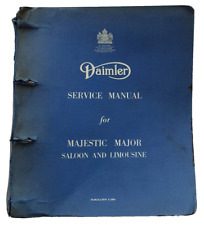 Daimler
SERVICE MANUAL
for
MAJESTIC MAJOR
SALOON AND LIMOUSINE